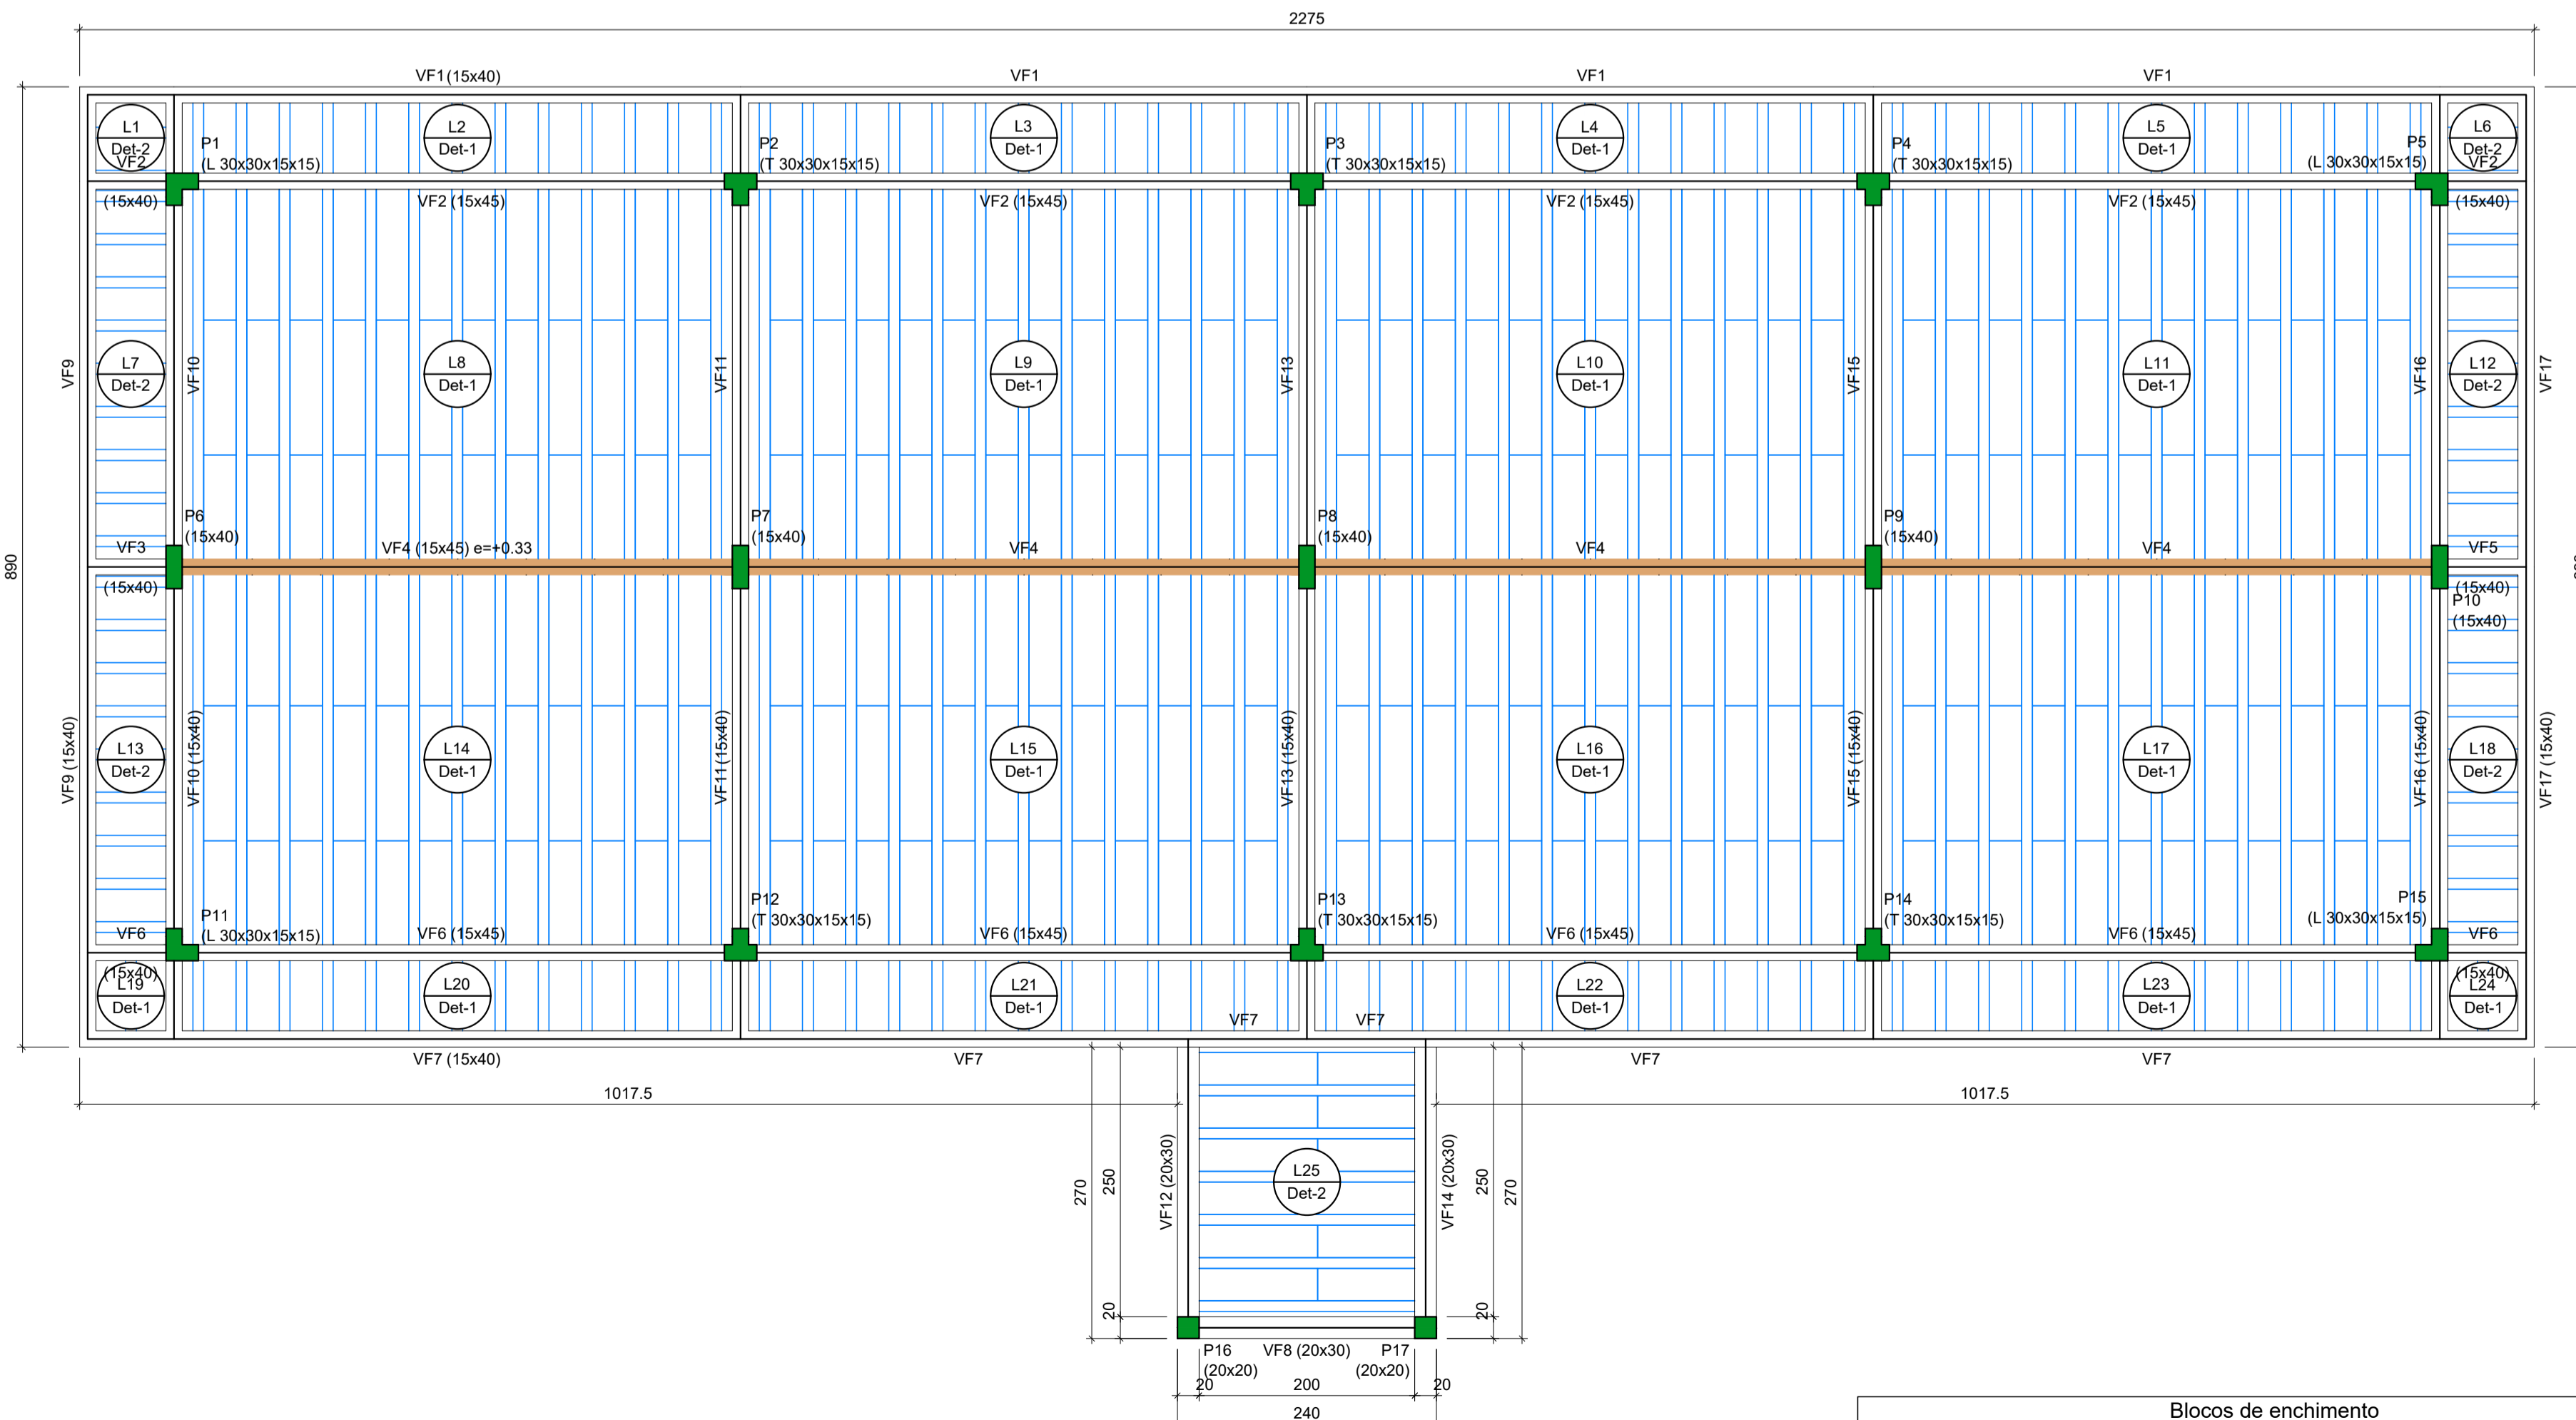 2275
VF1 (15x40)
VF1
VF1
VF1
L1
Det-2
VF2
(15x40)
P1
(L 30x30x15x15)
L2
Det-1
P2
(T 30x30x15x15)
L3
Det-1
P3
(T 30x30x15x15)
L4
Det-1
P4
(T 30x30x15x15)
L5
Det-1
P5
(L 30x30x15x15)
L6
Det-2
VF2
(15x40)
VF2 (15x45)
VF2 (15x45)
VF2 (15x45)
VF2 (15x45)
VF9
L7
Det-2
VF10
L8
Det-1
VF11
L9
Det-1
VF13
L10
Det-1
VF15
L11
Det-1
VF16
L12
Det-2
VF17
890
VF3
(15x40)
P6
(15x40)
VF4 (15x45) e=+0.33
P7
(15x40)
VF4
P8
(15x40)
VF4
P9
(15x40)
VF4
VF5
(15x40)
P10
(15x40)
VF9 (15x40)
L13
Det-2
VF10 (15x40)
L14
Det-1
VF11 (15x40)
L15
Det-1
VF13 (15x40)
L16
Det-1
VF15 (15x40)
L17
Det-1
VF16 (15x40)
L18
Det-2
VF17 (15x40)
VF6
(15x40)
P11
(L 30x30x15x15)
VF6 (15x45)
P12
(T 30x30x15x15)
VF6 (15x45)
P13
(T 30x30x15x15)
VF6 (15x45)
P14
(T 30x30x15x15)
VF6 (15x45)
P15
(L 30x30x15x15)
VF6
(15x40)
L19
Det-1
L20
Det-1
L21
Det-1
VF7
VF7
L22
Det-1
L23
Det-1
L24
Det-1
VF7 (15x40)
VF7
VF7
VF7
1017.5
1017.5
270
250
20
VF12 (20x30)
L25
Det-2
VF14 (20x30)
250
20
270
P16
(20x20)
VF8 (20x30)
P17
(20x20)
20
200
20
240
Blocos de enchimento